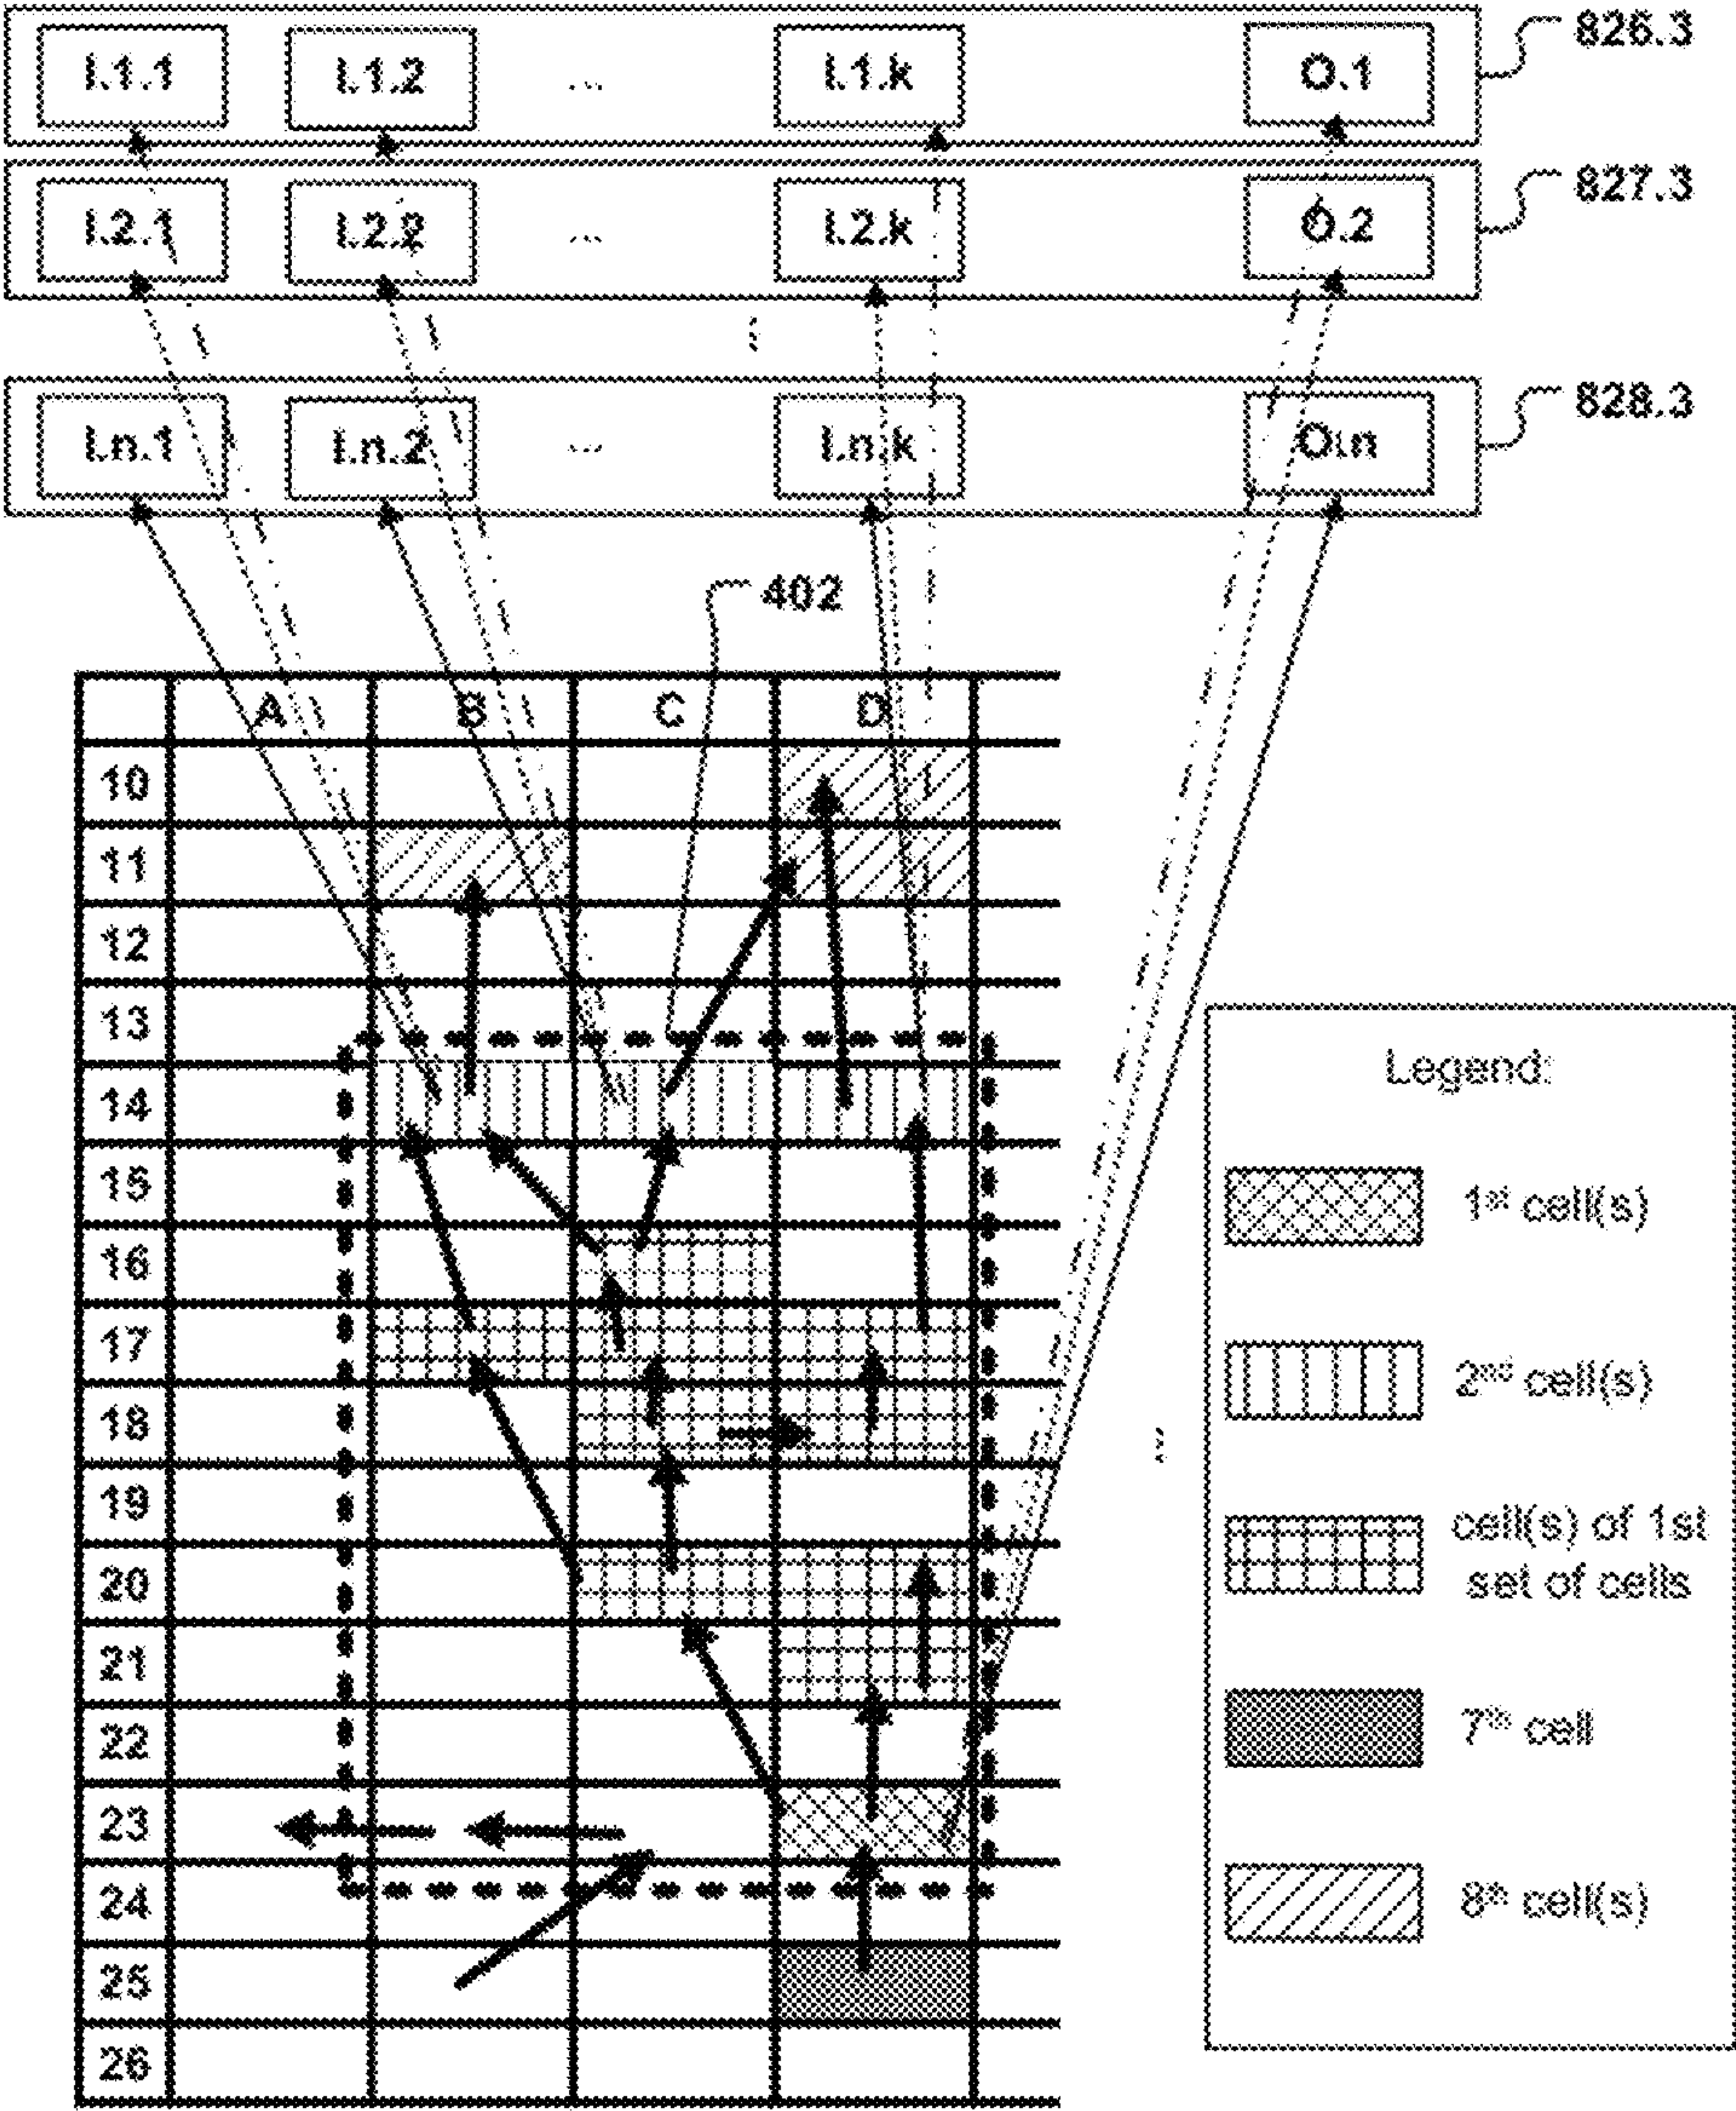 I.1.1 I.1.2 ... I.1.k O.1 826.3
I.2.1 I.2.2 ... I.2.k O.2 827.3
I.n.1 I.n.2 ... I.n.k O.n 828.3
402
A B C D
10
11
12
13
14
15
16
17
18
19
20
21
22
23
24
25
26
Legend:
1st cell(s)
2nd cell(s)
cell(s) of 1st
set of cells
7th cell
8th cell(s)